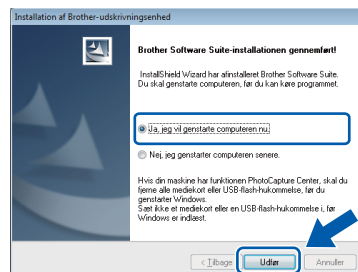 Installation af Brother-udskrivningsenhed
Brother Software Suite-installationen gennemført!
InstallShield Wizard har afinstalleret Brother Software Suite.
Du skal genstarte computeren, før du kan køre programmet.
Ja, jeg vil genstarte computeren nu.
Nej, jeg genstarter computeren senere.
Hvis din maskine har funktionen PhotoCapture Center, skal du
fjerne alle mediekort eller USB-flash-hukommelse, før du
genstarter Windows.
Sæt ikke et mediekort eller en USB-flash-hukommelse i, før
Windows er indlæst.
< Tilbage Udfør Annuller